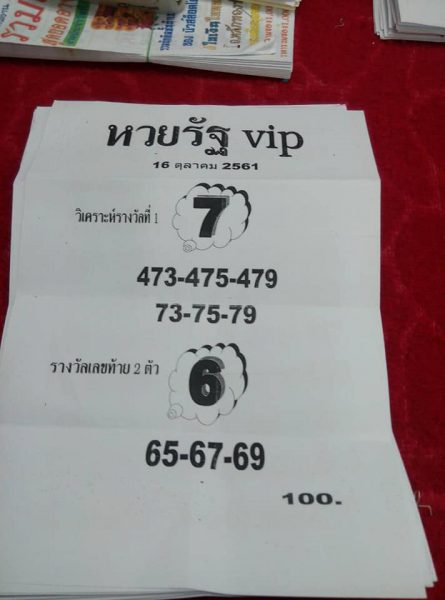 หวยรัฐ vip
16 ตุลาคม 2561
วิเคราะห์รางวัลที่ 1
7
473-475-479
73-75-79
รางวัลเลขท้าย 2 ตัว
6
65-67-69
100.